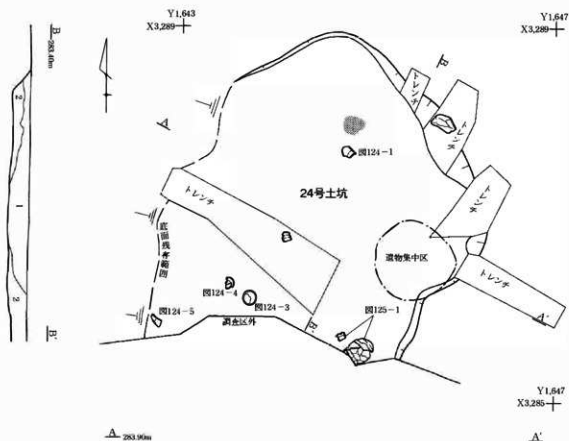 Y1,643
X3,289
Y1,647
X3,289
B
283.40m
2
1
2
B'
B
A
トレンチ
トレンチ
トレンチ
図124-1
24号土坑
トレンチ
底面残存範囲
遺物集中区
トレンチ
図124-4
図124-3
図124-5
調査区外
B'
図125-1
A'
Y1,647
X3,285
A 283.90m
A'